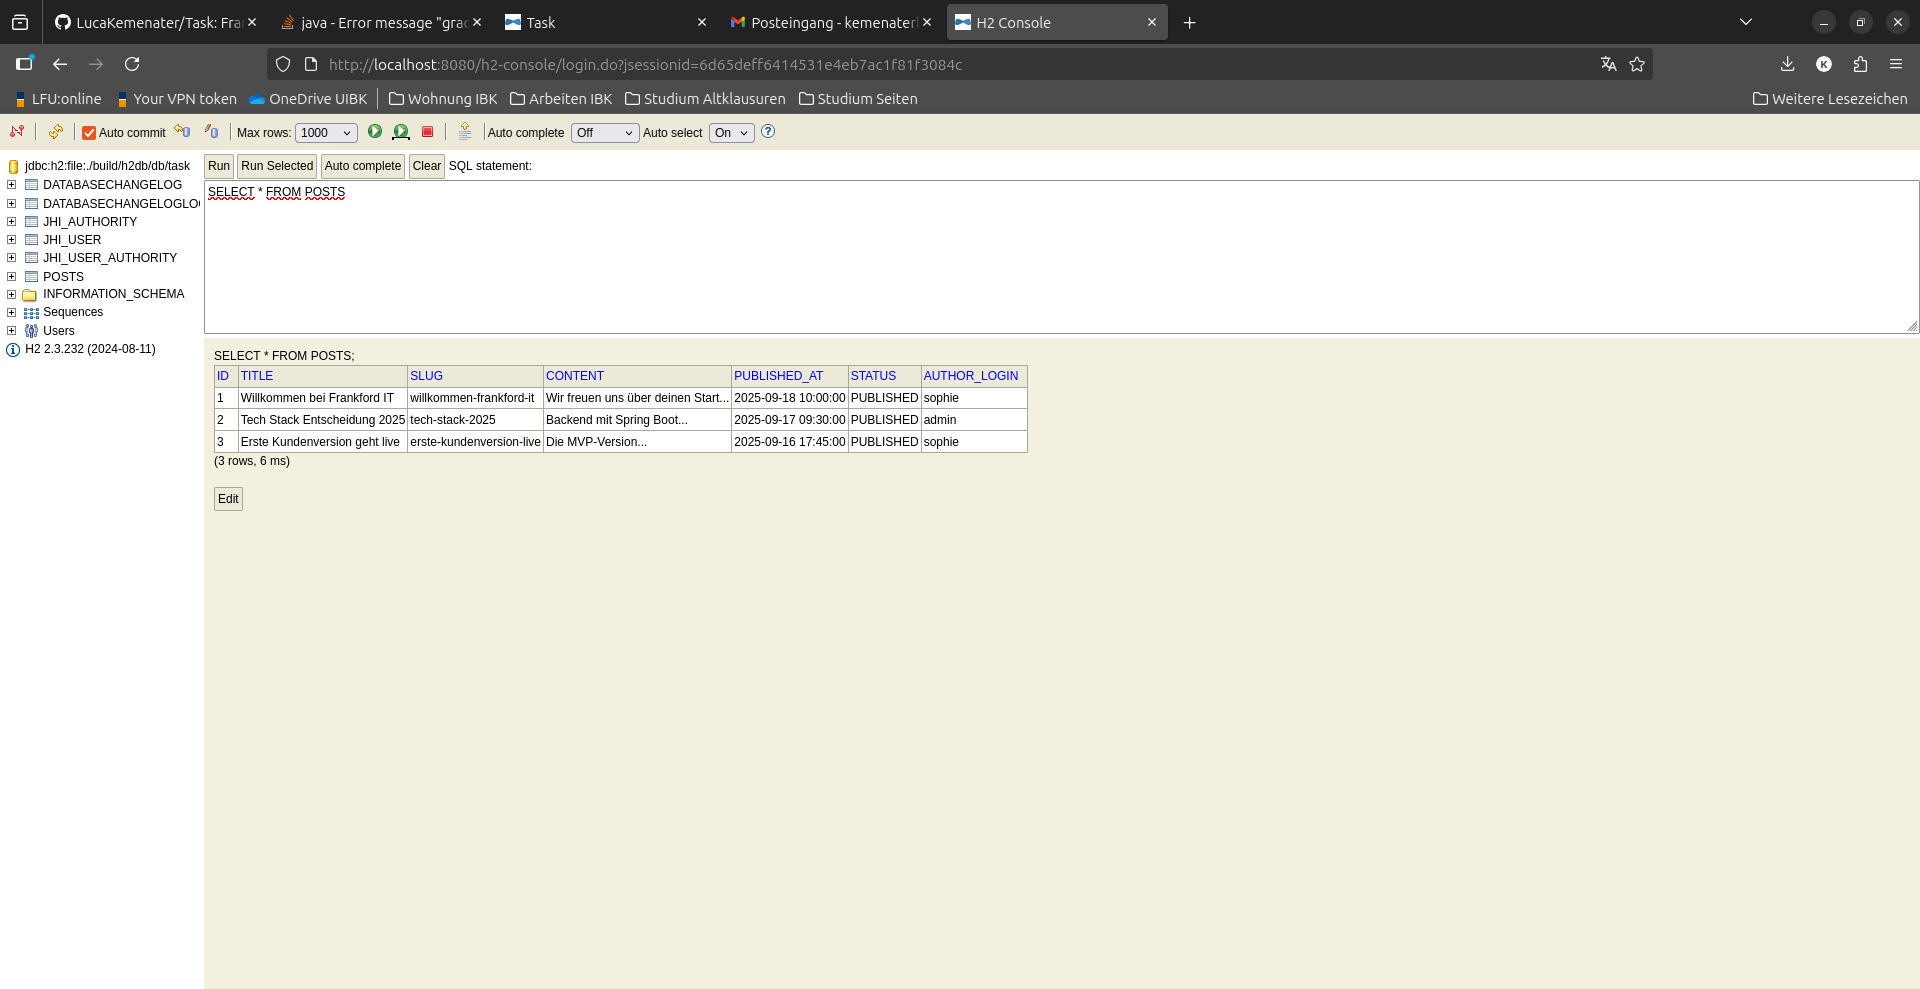 LucaKemenater/Task: Fra
java - Error message "grac
Task
Posteingang - kemenaterl
H2 Console
http://localhost:8080/h2-console/login.do?jsessionid=6d65deff6414531e4eb7ac1f81f3084c
K
LFU:online
Your VPN token
OneDrive UIBK
Wohnung IBK
Arbeiten IBK
Studium Altklausuren
Studium Seiten
Weitere Lesezeichen
Auto commit
Max rows: 1000
Auto complete Off
Auto select On
jdbc:h2:file:./build/h2db/db/task
DATABASECHANGELOG
DATABASECHANGELOGLO
JHI_AUTHORITY
JHI_USER
JHI_USER_AUTHORITY
POSTS
INFORMATION_SCHEMA
Sequences
Users
H2 2.3.232 (2024-08-11)
Run Run Selected Auto complete Clear SQL statement:
SELECT * FROM POSTS
SELECT * FROM POSTS;
ID TITLE SLUG CONTENT PUBLISHED_AT STATUS AUTHOR_LOGIN
1 Willkommen bei Frankford IT willkommen-frankford-it Wir freuen uns über deinen Start... 2025-09-18 10:00:00 PUBLISHED sophie
2 Tech Stack Entscheidung 2025 tech-stack-2025 Backend mit Spring Boot... 2025-09-17 09:30:00 PUBLISHED admin
3 Erste Kundenversion geht live erste-kundenversion-live Die MVP-Version... 2025-09-16 17:45:00 PUBLISHED sophie
(3 rows, 6 ms)
Edit